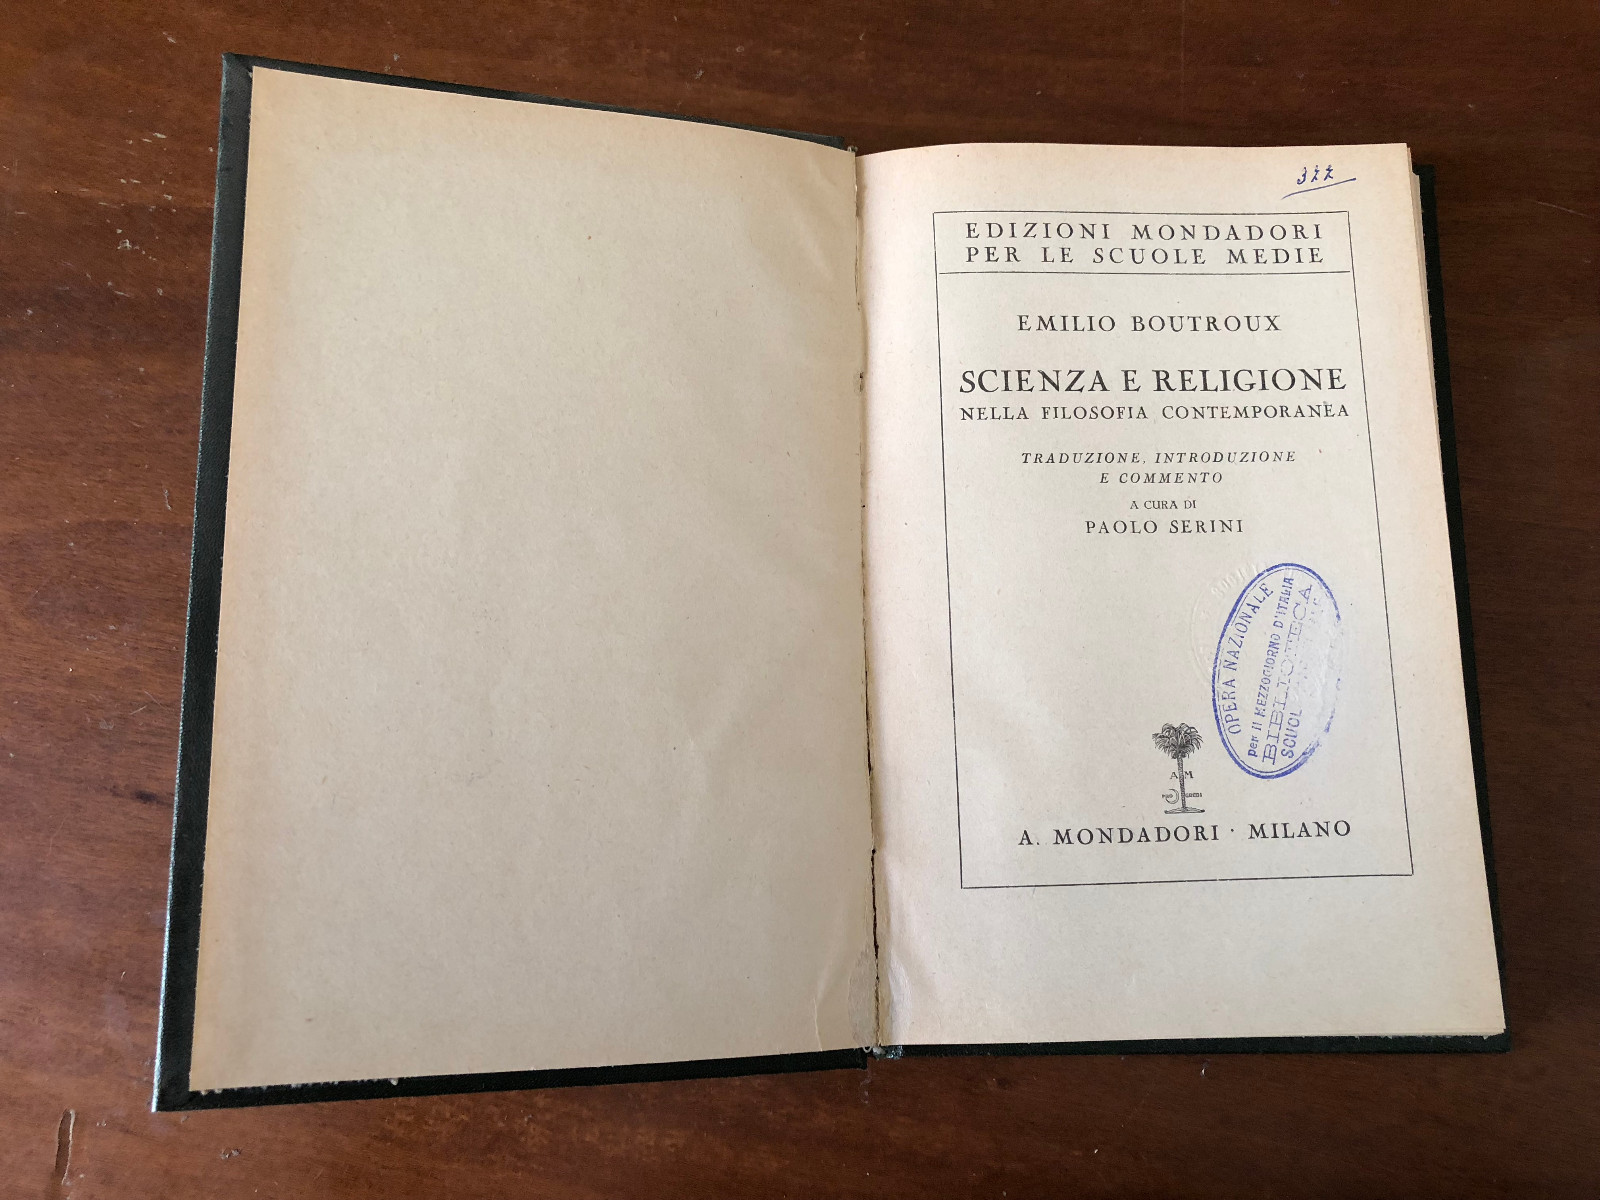 322
EDIZIONI MONDADORI
PER LE SCUOLE MEDIE
EMILIO BOUTROUX
SCIENZA E RELIGIONE
NELLA FILOSOFIA CONTEMPORANEA
TRADUZIONE, INTRODUZIONE
E COMMENTO
A CURA DI
PAOLO SERINI
OPERA NAZIONALE
per il MEZZOGIORNO D'ITALIA
BIBLIOTECA
A M
A. MONDADORI · MILANO